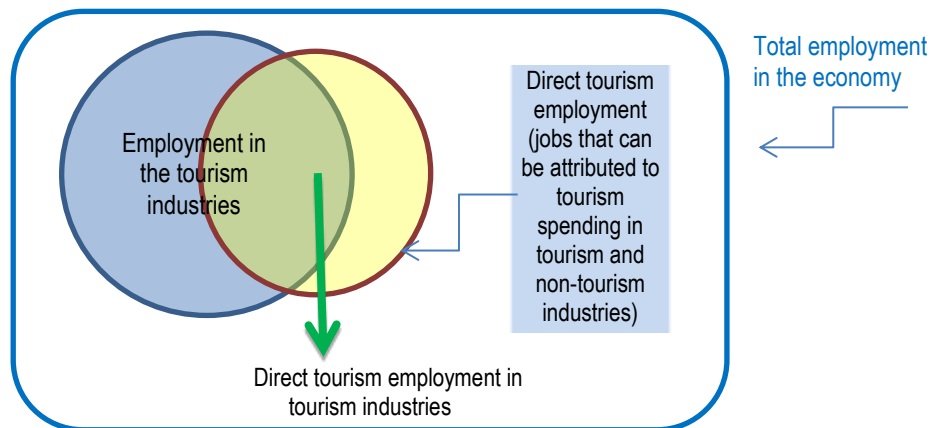 Total employment
in the economy
Direct tourism
employment
(jobs that can
be attributed to
tourism
spending in
tourism and
non-tourism
industries)
Employment in
the tourism
industries
Direct tourism employment in
tourism industries